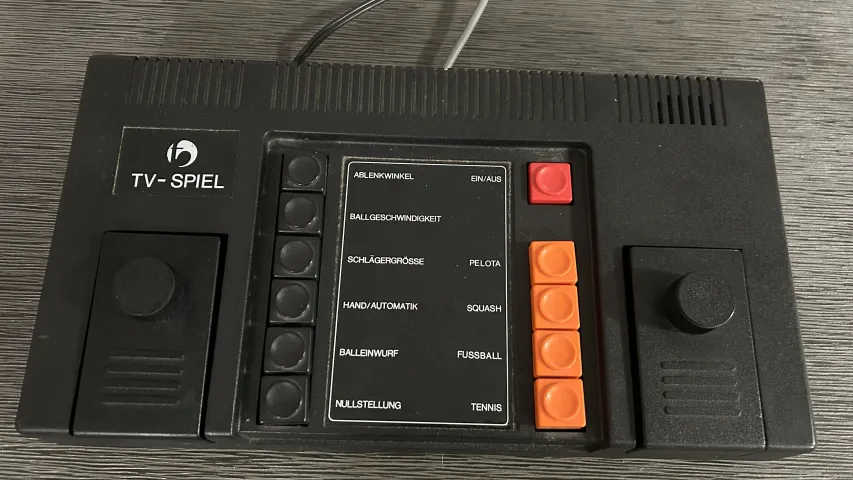 TV-SPIEL
ABLENKWINKEL EIN/AUS
BALLGESCHWINDIGKEIT
SCHLÄGERGRÖSSE PELOTA
HAND/AUTOMATIK SQUASH
BALLEINWURF FUSSBALL
NULLSTELLUNG TENNIS